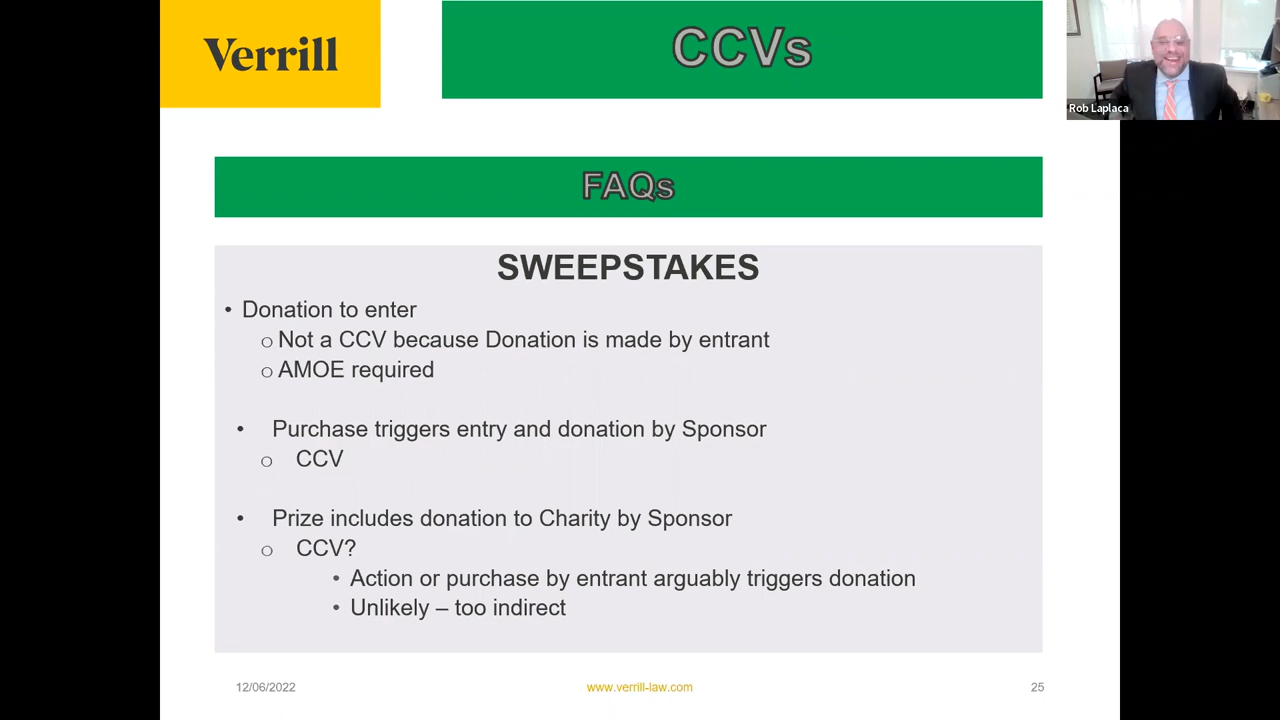 Verrill
CCVs
Rob Laplaca
FAQs
SWEEPSTAKES
• Donation to enter
o Not a CCV because Donation is made by entrant
o AMOE required
• Purchase triggers entry and donation by Sponsor
o CCV
• Prize includes donation to Charity by Sponsor
o CCV?
• Action or purchase by entrant arguably triggers donation
• Unlikely – too indirect
12/06/2022
www.verrill-law.com
25